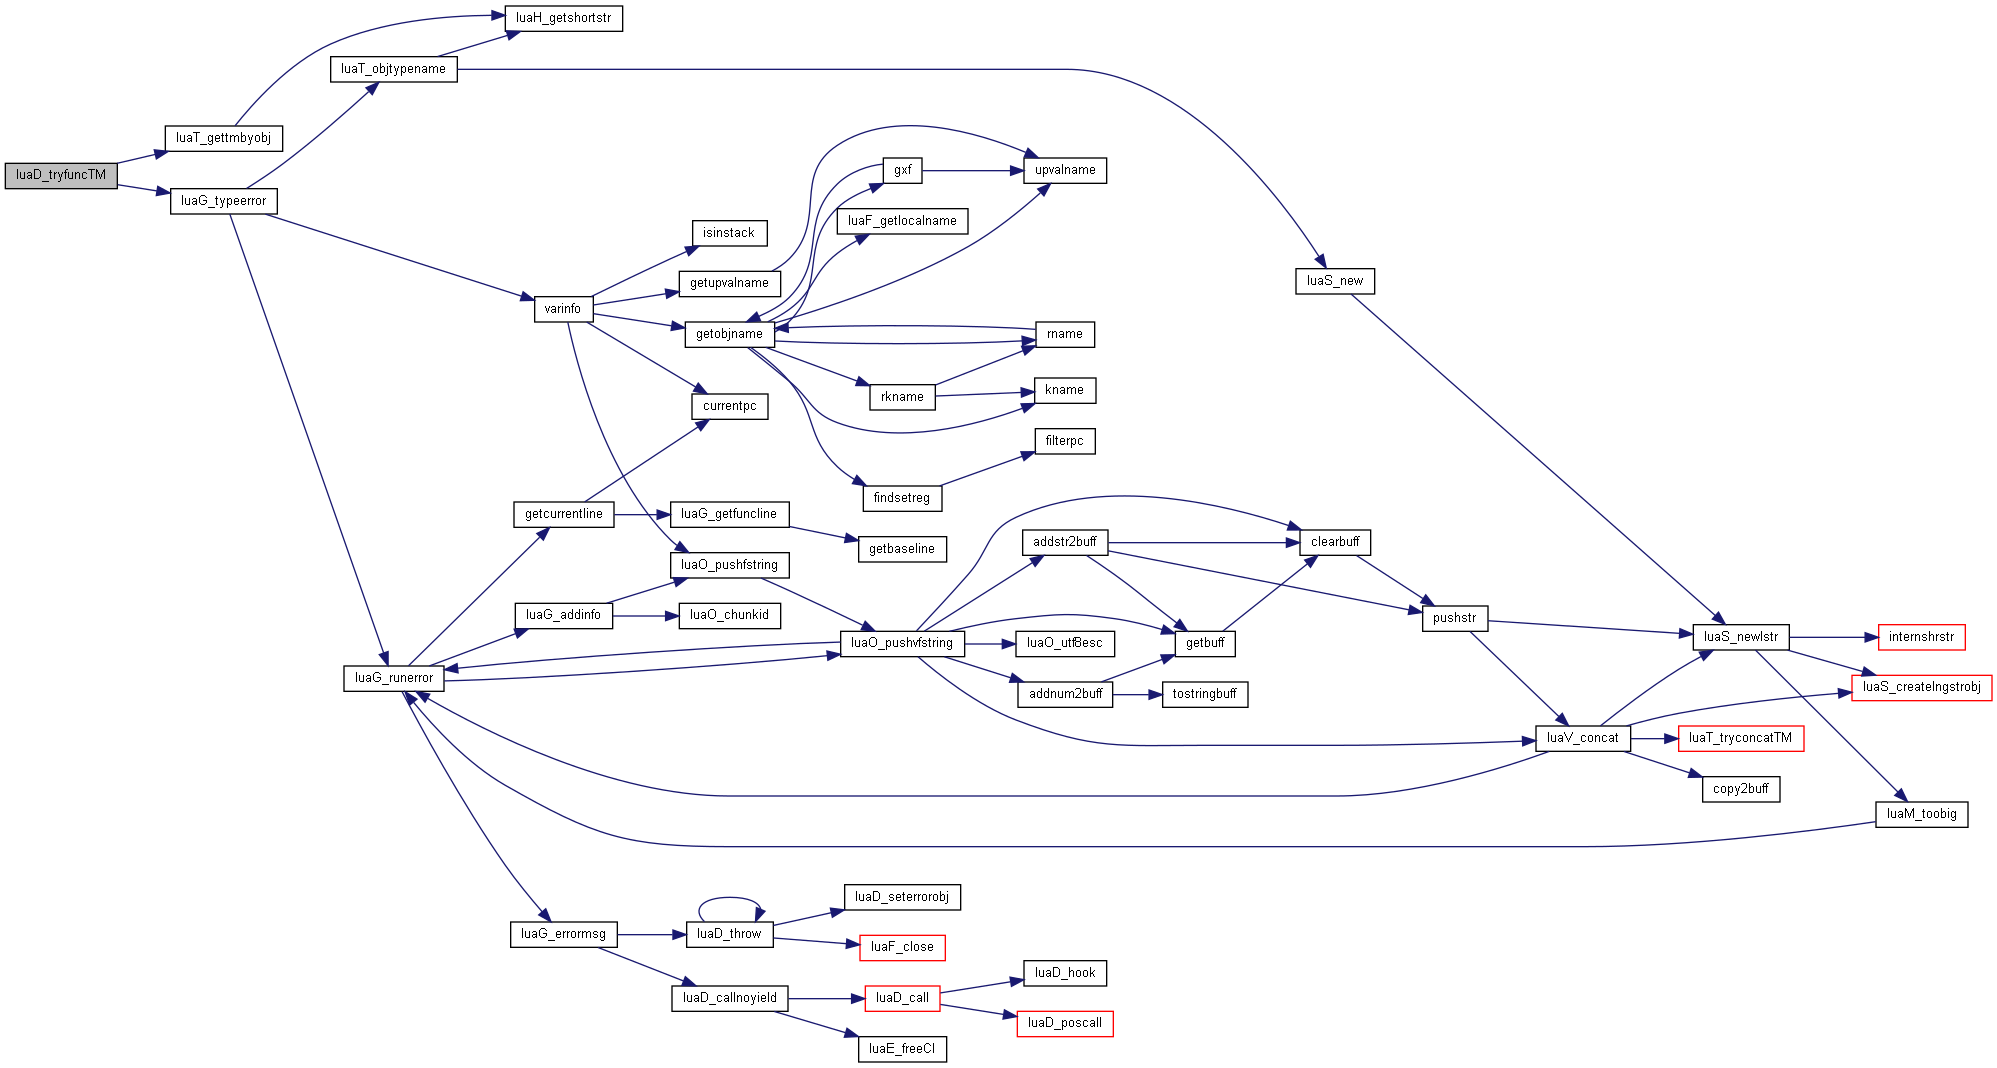 luaH_getshortstr
luaT_objtypename
luaT_gettmbyobj
luaD_tryfuncTM
luaG_typeerror
gxf
upvalname
luaF_getlocalname
isinstack
getupvalname
luaS_new
varinfo
getobjname
rname
rkname
kname
currentpc
filterpc
findsetreg
getcurrentline
luaG_getfuncline
getbaseline
addstr2buff
clearbuff
luaO_pushfstring
luaG_addinfo
luaO_chunkid
pushstr
luaO_pushvfstring
luaO_utf8esc
getbuff
luaS_newlstr
internshrstr
luaG_runerror
addnum2buff
tostringbuff
luaS_createlngstrobj
luaV_concat
luaT_tryconcatTM
copy2buff
luaM_toobig
luaD_seterrorobj
luaG_errormsg
luaD_throw
luaF_close
luaD_hook
luaD_callnoyield
luaD_call
luaD_poscall
luaE_freeCI